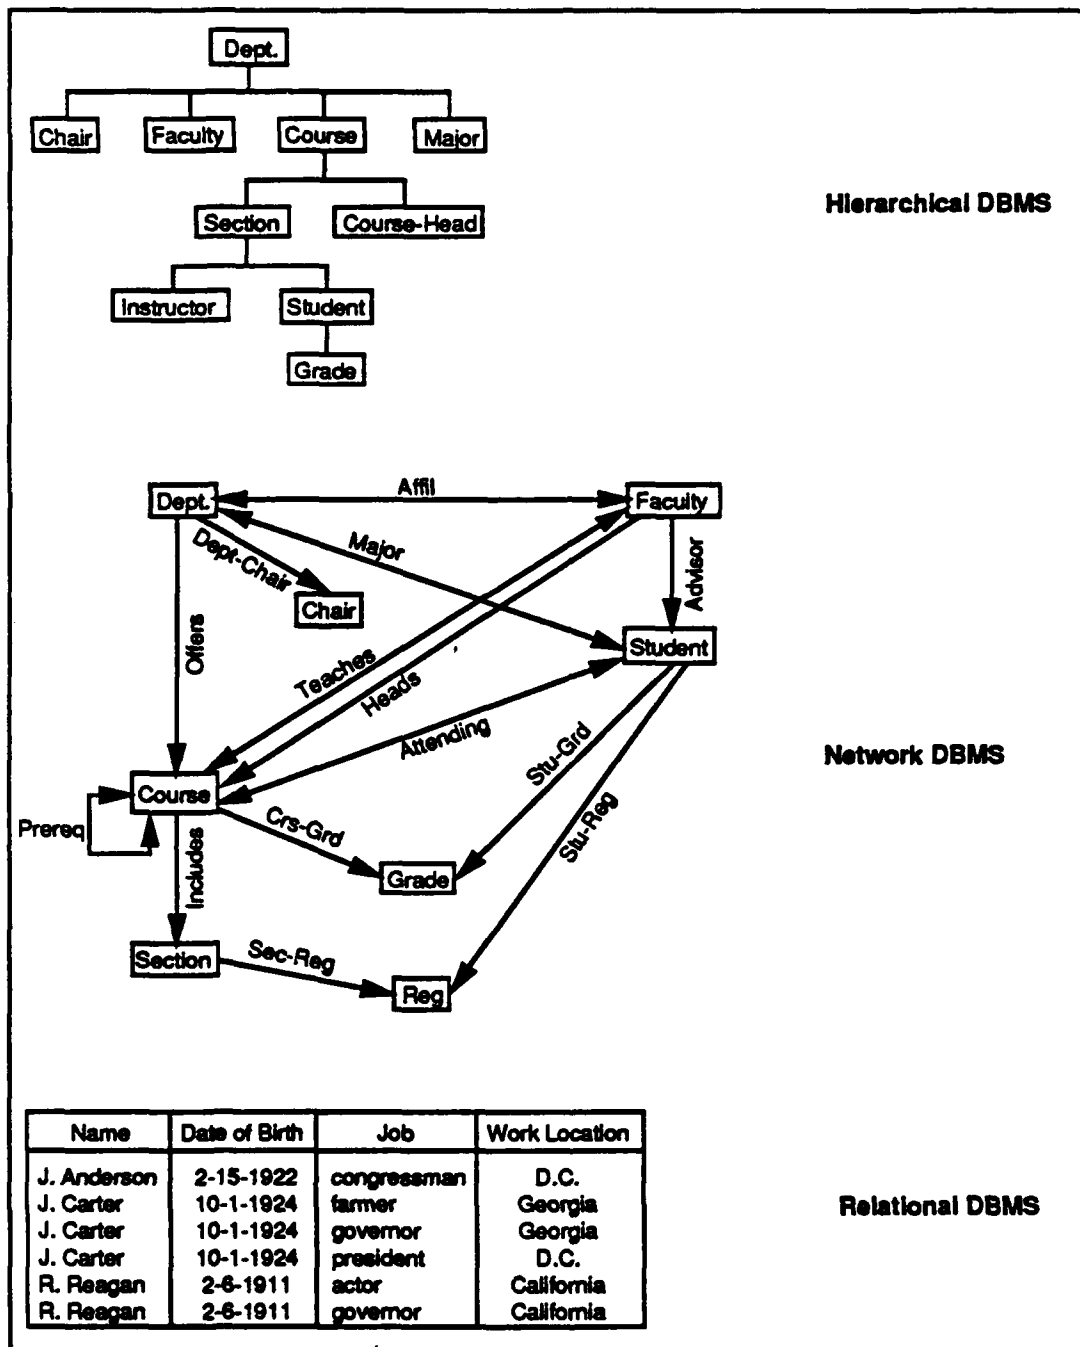 Dept.
Chair Faculty Course Major
Hierarchical DBMS
Section Course-Head
Instructor Student
Grade
Dept. Affil Faculty
Major
Dept-Chair
Advisor
Chair
Student
Offers
Teaches
Heads
Attending
Stu-Grd
Network DBMS
Course
Prereq
Crs-Grd
Stu-Reg
Includes
Grade
Section Sec-Reg
Reg
Name Date of Birth Job Work Location
J. Anderson 2-15-1922 congressman D.C.
J. Carter 10-1-1924 farmer Georgia
Relational DBMS
J. Carter 10-1-1924 governor Georgia
J. Carter 10-1-1924 president D.C.
R. Reagan 2-6-1911 actor California
R. Reagan 2-6-1911 governor California